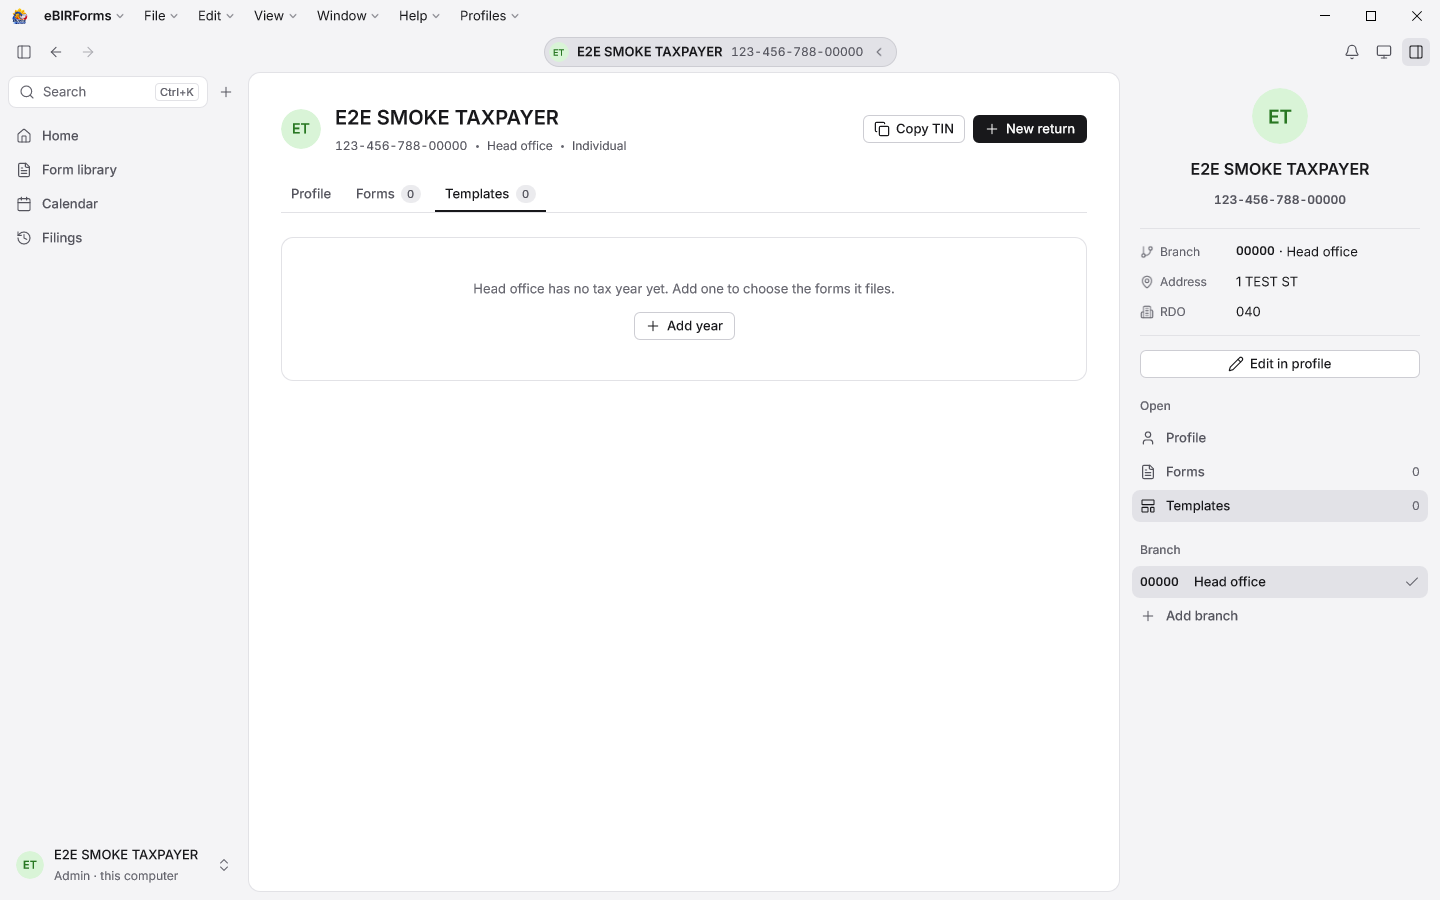 eBIRForms File Edit View Window Help Profiles
ET E2E SMOKE TAXPAYER 123-456-788-00000
Search Ctrl+K
Home
Form library
Calendar
Filings
ET E2E SMOKE TAXPAYER
Admin · this computer
ET E2E SMOKE TAXPAYER
123-456-788-00000 • Head office • Individual
Copy TIN New return
Profile Forms 0 Templates 0
Head office has no tax year yet. Add one to choose the forms it files.
Add year
ET
E2E SMOKE TAXPAYER
123-456-788-00000
Branch 00000 · Head office
Address 1 TEST ST
RDO 040
Edit in profile
Open
Profile
Forms 0
Templates 0
Branch
00000 Head office
Add branch